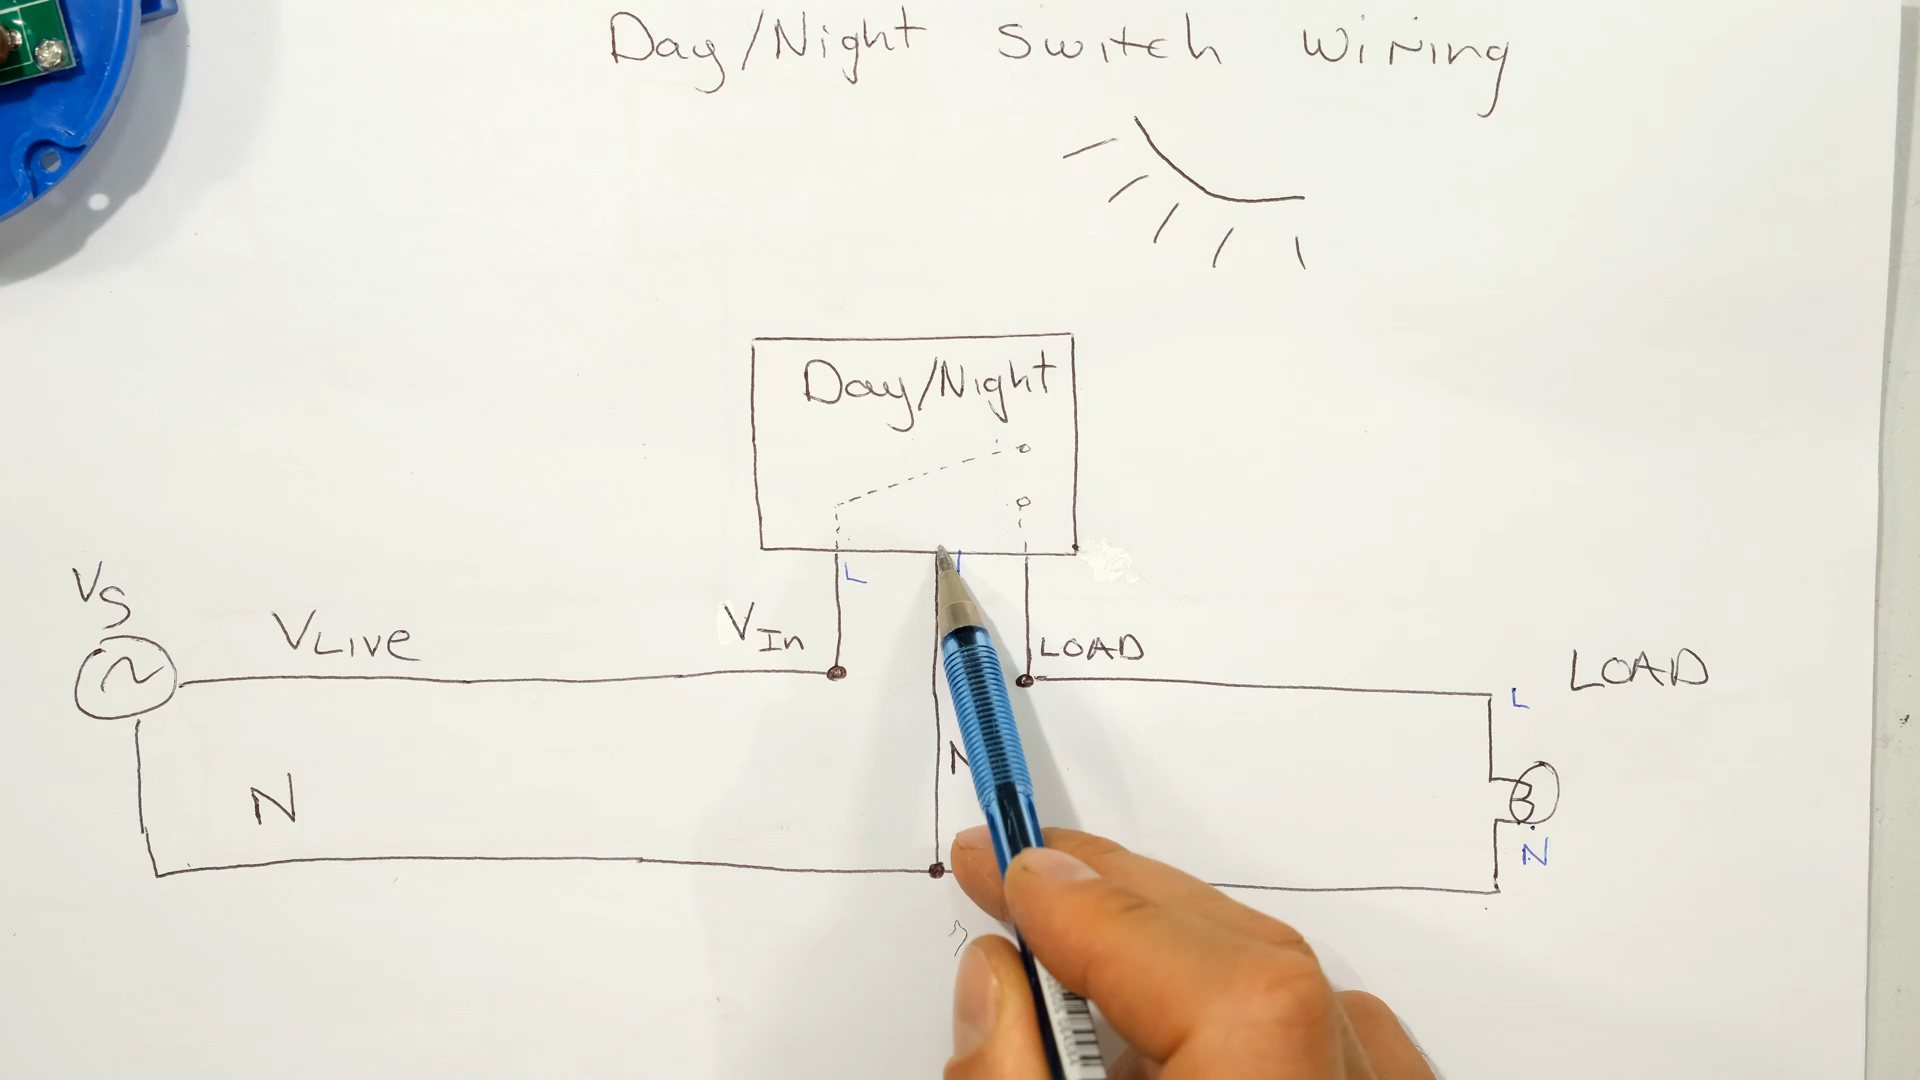 Day/Night Switch Wiring
Day/Night
L
VS
VLive
VIn
LOAD
LOAD
L
N
N
N